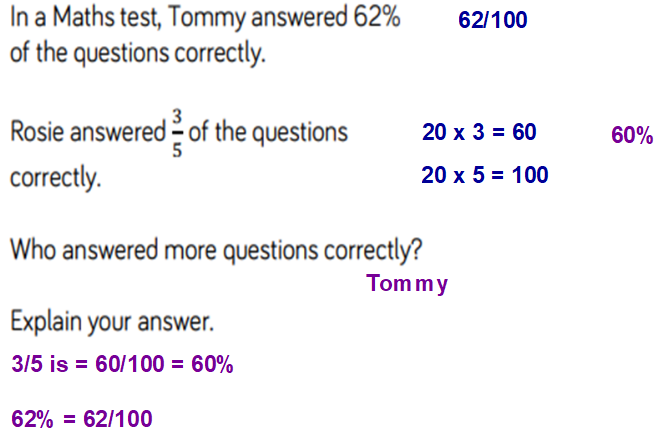 In a Maths test, Tommy answered 62% 62/100
of the questions correctly.
Rosie answered 3/5 of the questions 20 x 3 = 60 60%
correctly. 20 x 5 = 100
Who answered more questions correctly?
Tommy
Explain your answer.
3/5 is = 60/100 = 60%
62% = 62/100